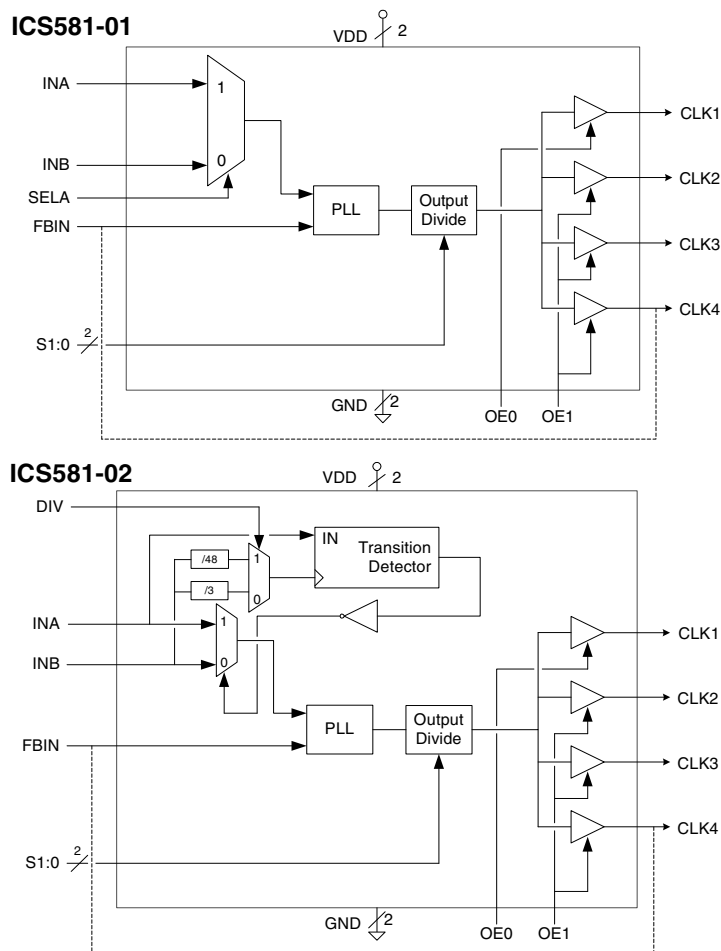 ICS581-01
VDD
2
INA
1
CLK1
INB
0
CLK2
SELA
PLL
Output
Divide
FBIN
CLK3
CLK4
S1:0
2
GND
2
OE0
OE1
ICS581-02
VDD
2
DIV
IN
Transition
Detector
/48
1
/3
0
INA
1
CLK1
INB
0
CLK2
PLL
Output
Divide
FBIN
CLK3
CLK4
S1:0
2
GND
2
OE0
OE1